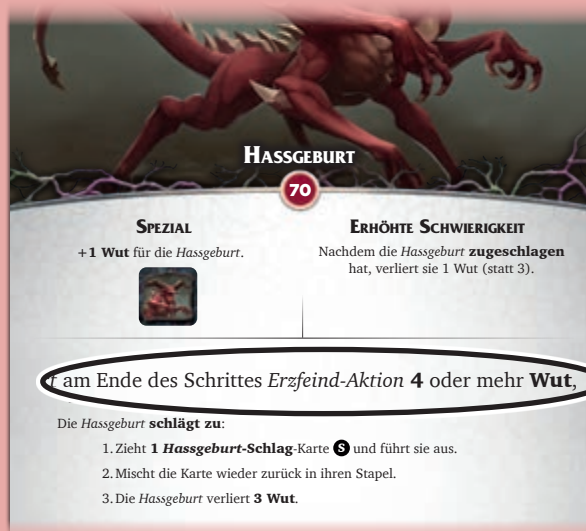 HASSGEBURT
70
SPEZIAL
+1 Wut für die Hassgeburt.
ERHÖHTE SCHWIERIGKEIT
Nachdem die Hassgeburt zugeschlagen
hat, verliert sie 1 Wut (statt 3).
am Ende des Schrittes Erzfeind-Aktion 4 oder mehr Wut,
Die Hassgeburt schlägt zu:
1. Zieht 1 Hassgeburt-Schlag-Karte S und führt sie aus.
2. Mischt die Karte wieder zurück in ihren Stapel.
3. Die Hassgeburt verliert 3 Wut.